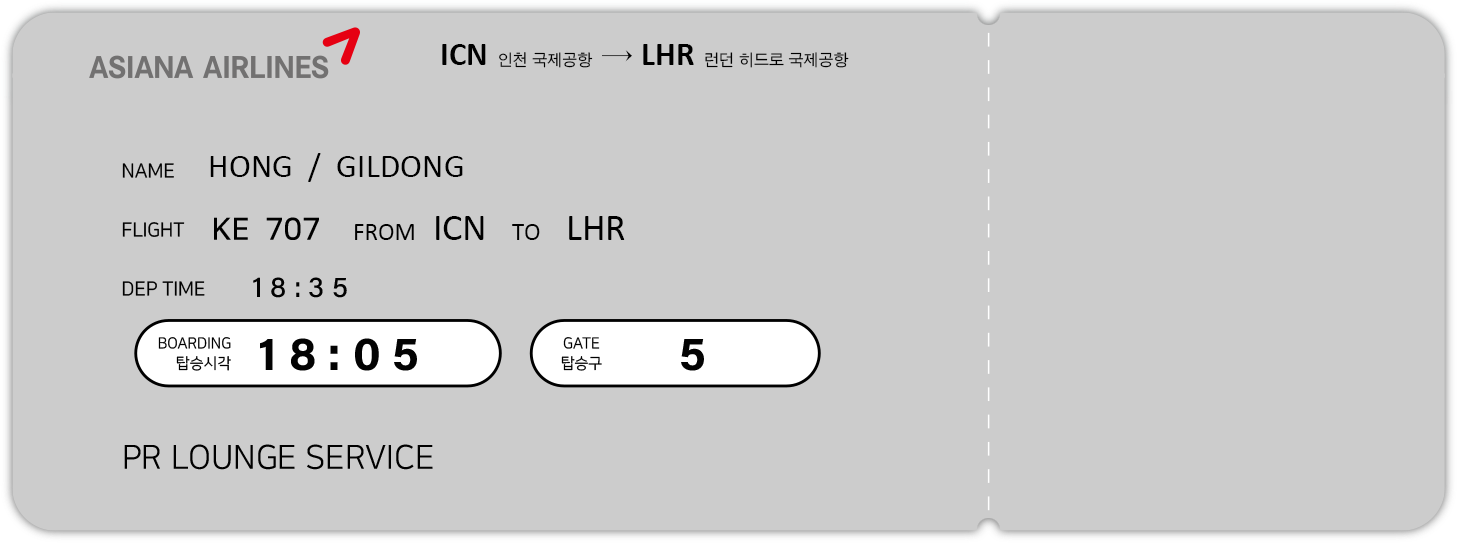 ASIANA AIRLINES
ICN 인천 국제공항 → LHR 런던 히드로 국제공항
NAME HONG / GILDONG
FLIGHT KE 707 FROM ICN TO LHR
DEP TIME 18:35
BOARDING 탑승시각 18:05 GATE 탑승구 5
PR LOUNGE SERVICE